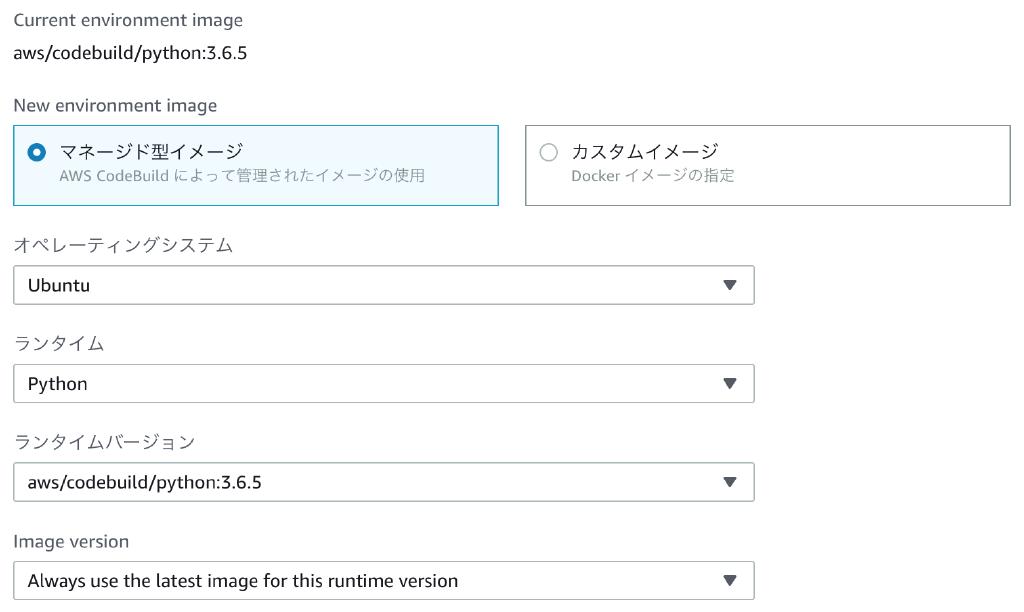 Current environment image
aws/codebuild/python:3.6.5
New environment image
マネージド型イメージ
AWS CodeBuild によって管理されたイメージの使用
カスタムイメージ
Docker イメージの指定
オペレーティングシステム
Ubuntu
ランタイム
Python
ランタイムバージョン
aws/codebuild/python:3.6.5
Image version
Always use the latest image for this runtime version